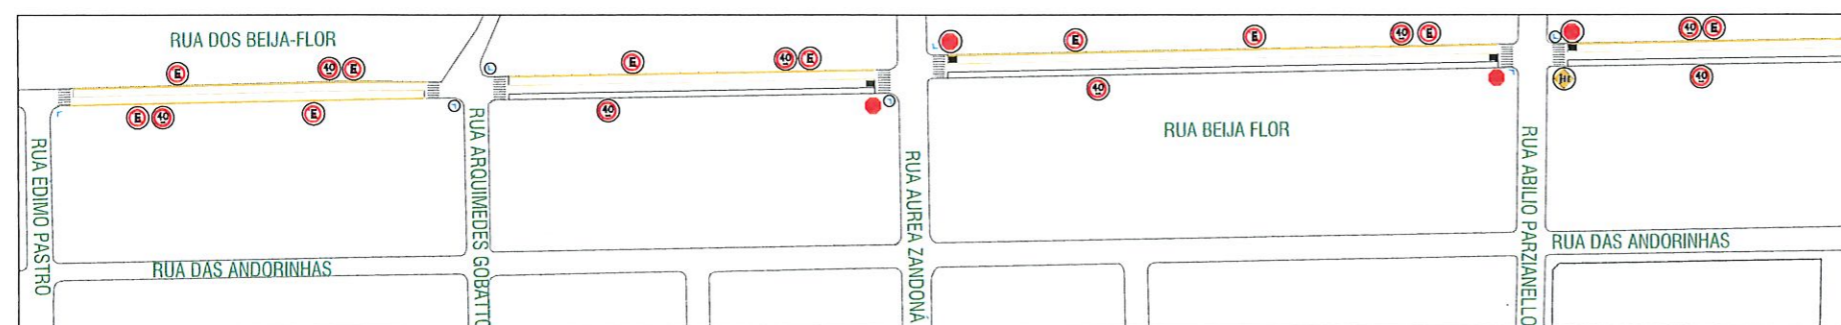 RUA DOS BEIJA-FLOR
E
40 E
E
40 E
E
E
40 E
40 E
E 40
E
40
40
40
RUA BEIJA FLOR
RUA EDIMO PASTRO
RUA ARQUIMEDES GOBATTO
RUA AUREA ZANDONÁ
RUA ABILIO PARZIANELLO
RUA DAS ANDORINHAS
RUA DAS ANDORINHAS